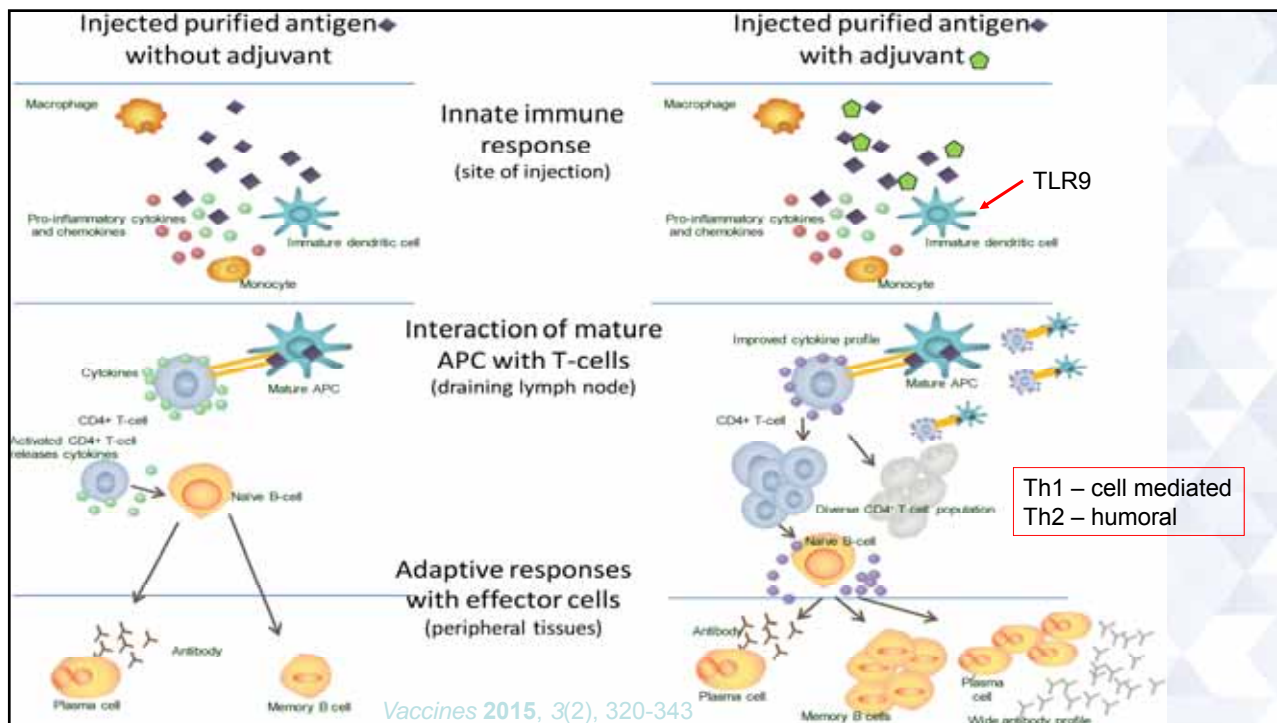 Injected purified antigen
without adjuvant
Macrophage
Pro-inflammatory cytokines
and chemokines
Immature dendritic cell
Monocyte
Innate immune
response
(site of injection)
Injected purified antigen
with adjuvant
Macrophage
TLR9
Pro-inflammatory cytokines
and chemokines
Immature dendritic cell
Monocyte
Cytokines
Mature APC
CD4+ T-cell
Activated CD4+ T-cell
releases cytokines
Naïve B-cell
Interaction of mature
APC with T-cells
(draining lymph node)
Improved cytokine profile
Mature APC
CD4+ T-cell
Diverse CD4+ T cell population
Naïve B-cell
Th1 – cell mediated
Th2 – humoral
Adaptive responses
with effector cells
(peripheral tissues)
Antibody
Plasma cell
Memory B cell
Antibody
Plasma cell
Memory B cells
Plasma
cell
Wide antibody profile
Vaccines 2015, 3(2), 320-343